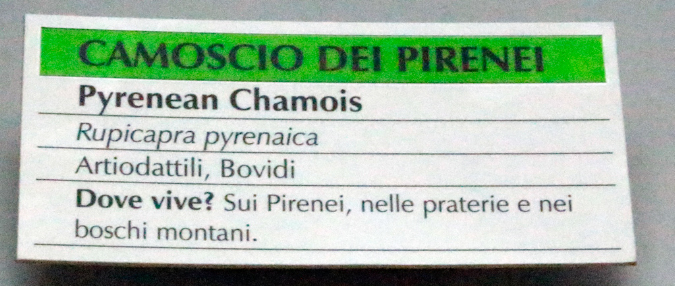 CAMOSCIO DEI PIRENEI
Pyrenean Chamois
Rupicapra pyrenaica
Artiodattili, Bovidi
Dove vive? Sui Pirenei, nelle praterie e nei
boschi montani.